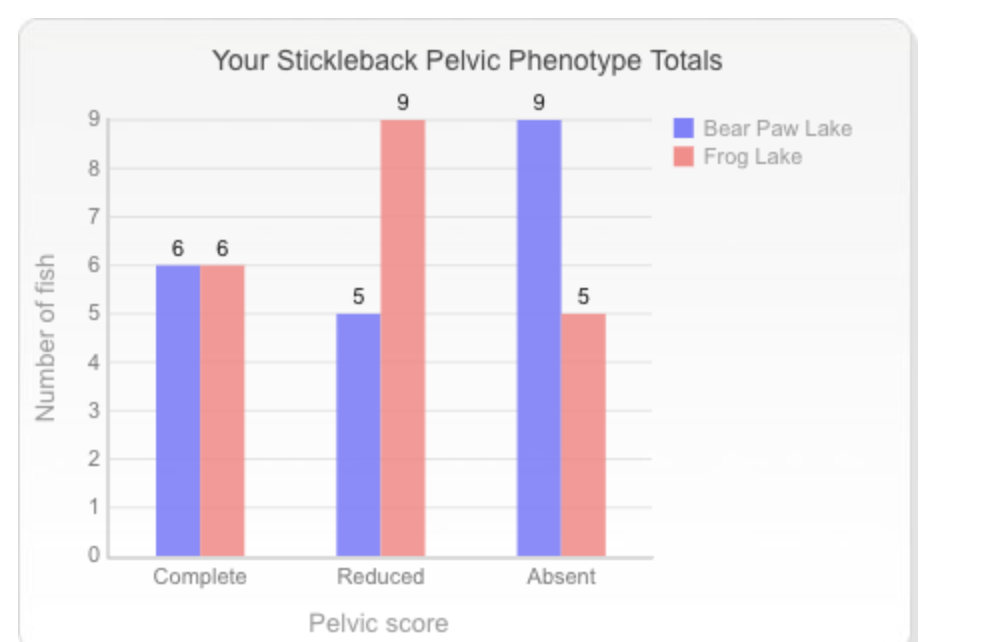 Your Stickleback Pelvic Phenotype Totals
9 9
9
8
7
6 6
6
5 5
5
4
3
2
1
0
Number of fish
Complete Reduced Absent
Pelvic score
Bear Paw Lake
Frog Lake